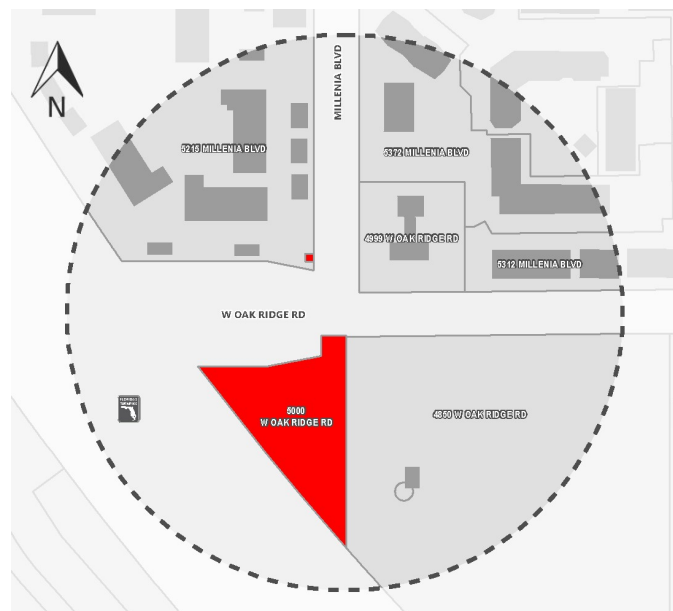 MILLENIA BLVD
N
5215 MILLENIA BLVD
5372 MILLENIA BLVD
4999 W OAK RIDGE RD
5312 MILLENIA BLVD
W OAK RIDGE RD
5000
W OAK RIDGE RD
4850 W OAK RIDGE RD